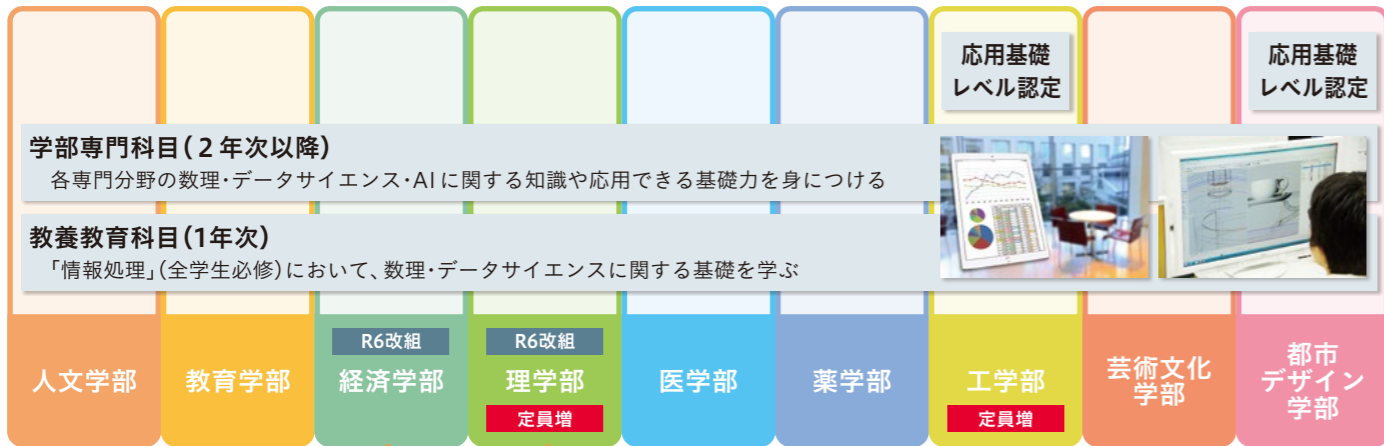 応用基礎
レベル認定
応用基礎
レベル認定
学部専門科目(2年次以降)
各専門分野の数理・データサイエンス・AIに関する知識や応用できる基礎力を身につける
教養教育科目(1年次)
「情報処理」(全学生必修)において、数理・データサイエンスに関する基礎を学ぶ
人文学部
教育学部
R6改組
経済学部
R6改組
理学部
定員増
医学部
薬学部
工学部
定員増
芸術文化
学部
都市
デザイン
学部